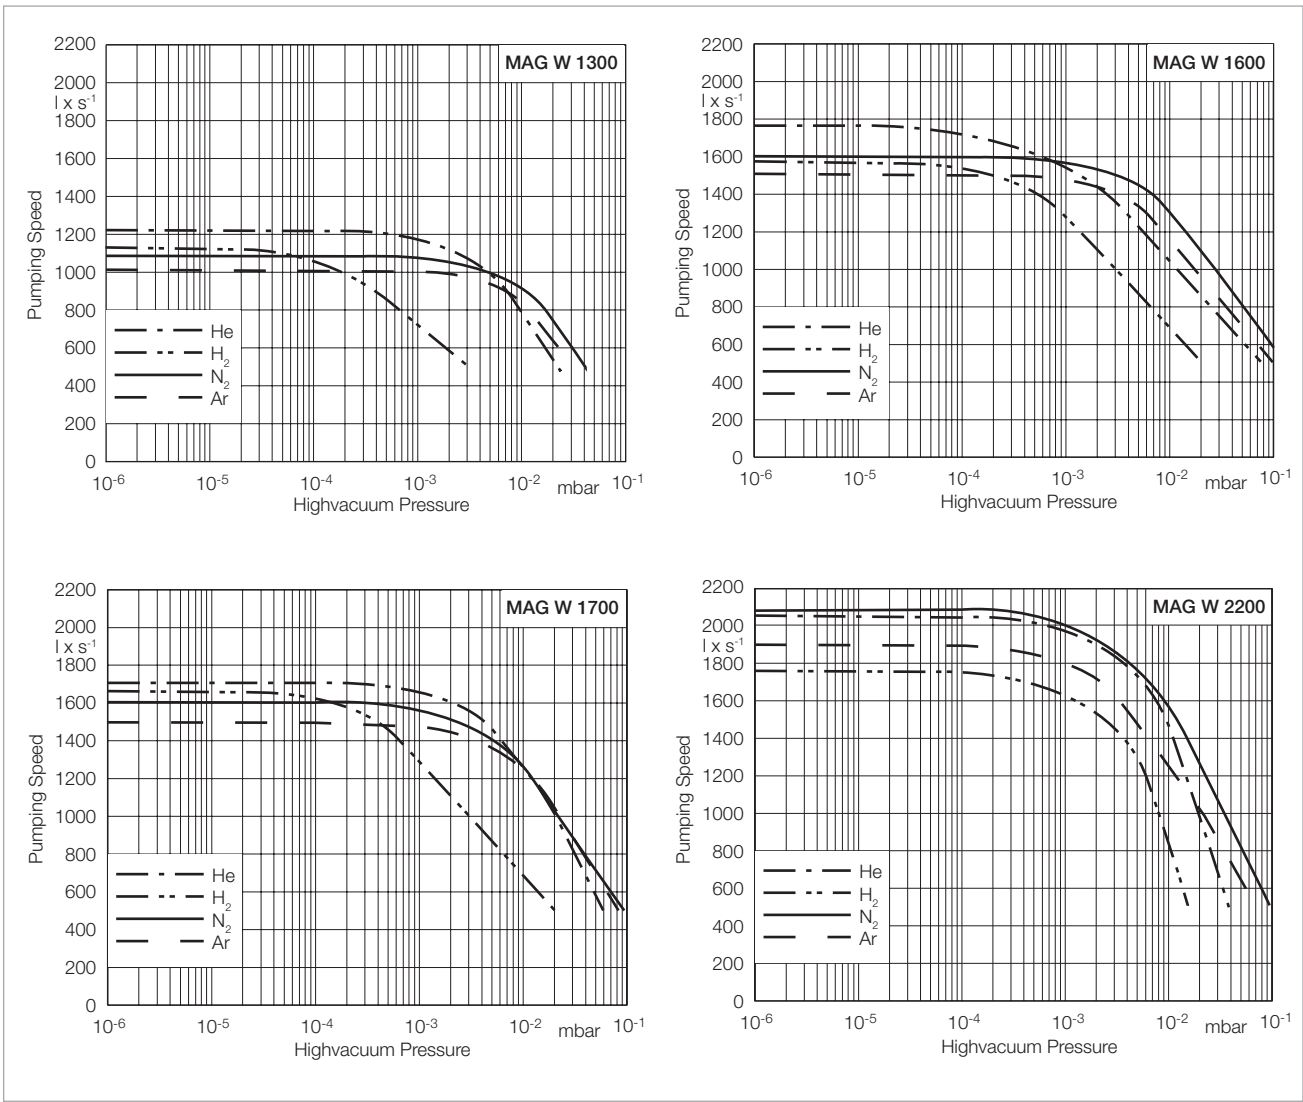 2200
MAG W 1300
2000
l x s-1
1800
1600
1400
1200
1000
800
600
400
200
0
Pumping Speed
He
H2
N2
Ar
10-6 10-5 10-4 10-3 10-2 mbar 10-1
Highvacuum Pressure
2200
MAG W 1600
2000
l x s-1
1800
1600
1400
1200
1000
800
600
400
200
0
Pumping Speed
He
H2
N2
Ar
10-6 10-5 10-4 10-3 10-2 mbar 10-1
Highvacuum Pressure
2200
MAG W 1700
2000
l x s-1
1800
1600
1400
1200
1000
800
600
400
200
0
Pumping Speed
He
H2
N2
Ar
10-6 10-5 10-4 10-3 10-2 mbar 10-1
Highvacuum Pressure
2200
MAG W 2200
2000
l x s-1
1800
1600
1400
1200
1000
800
600
400
200
0
Pumping Speed
He
H2
N2
Ar
10-6 10-5 10-4 10-3 10-2 mbar 10-1
Highvacuum Pressure